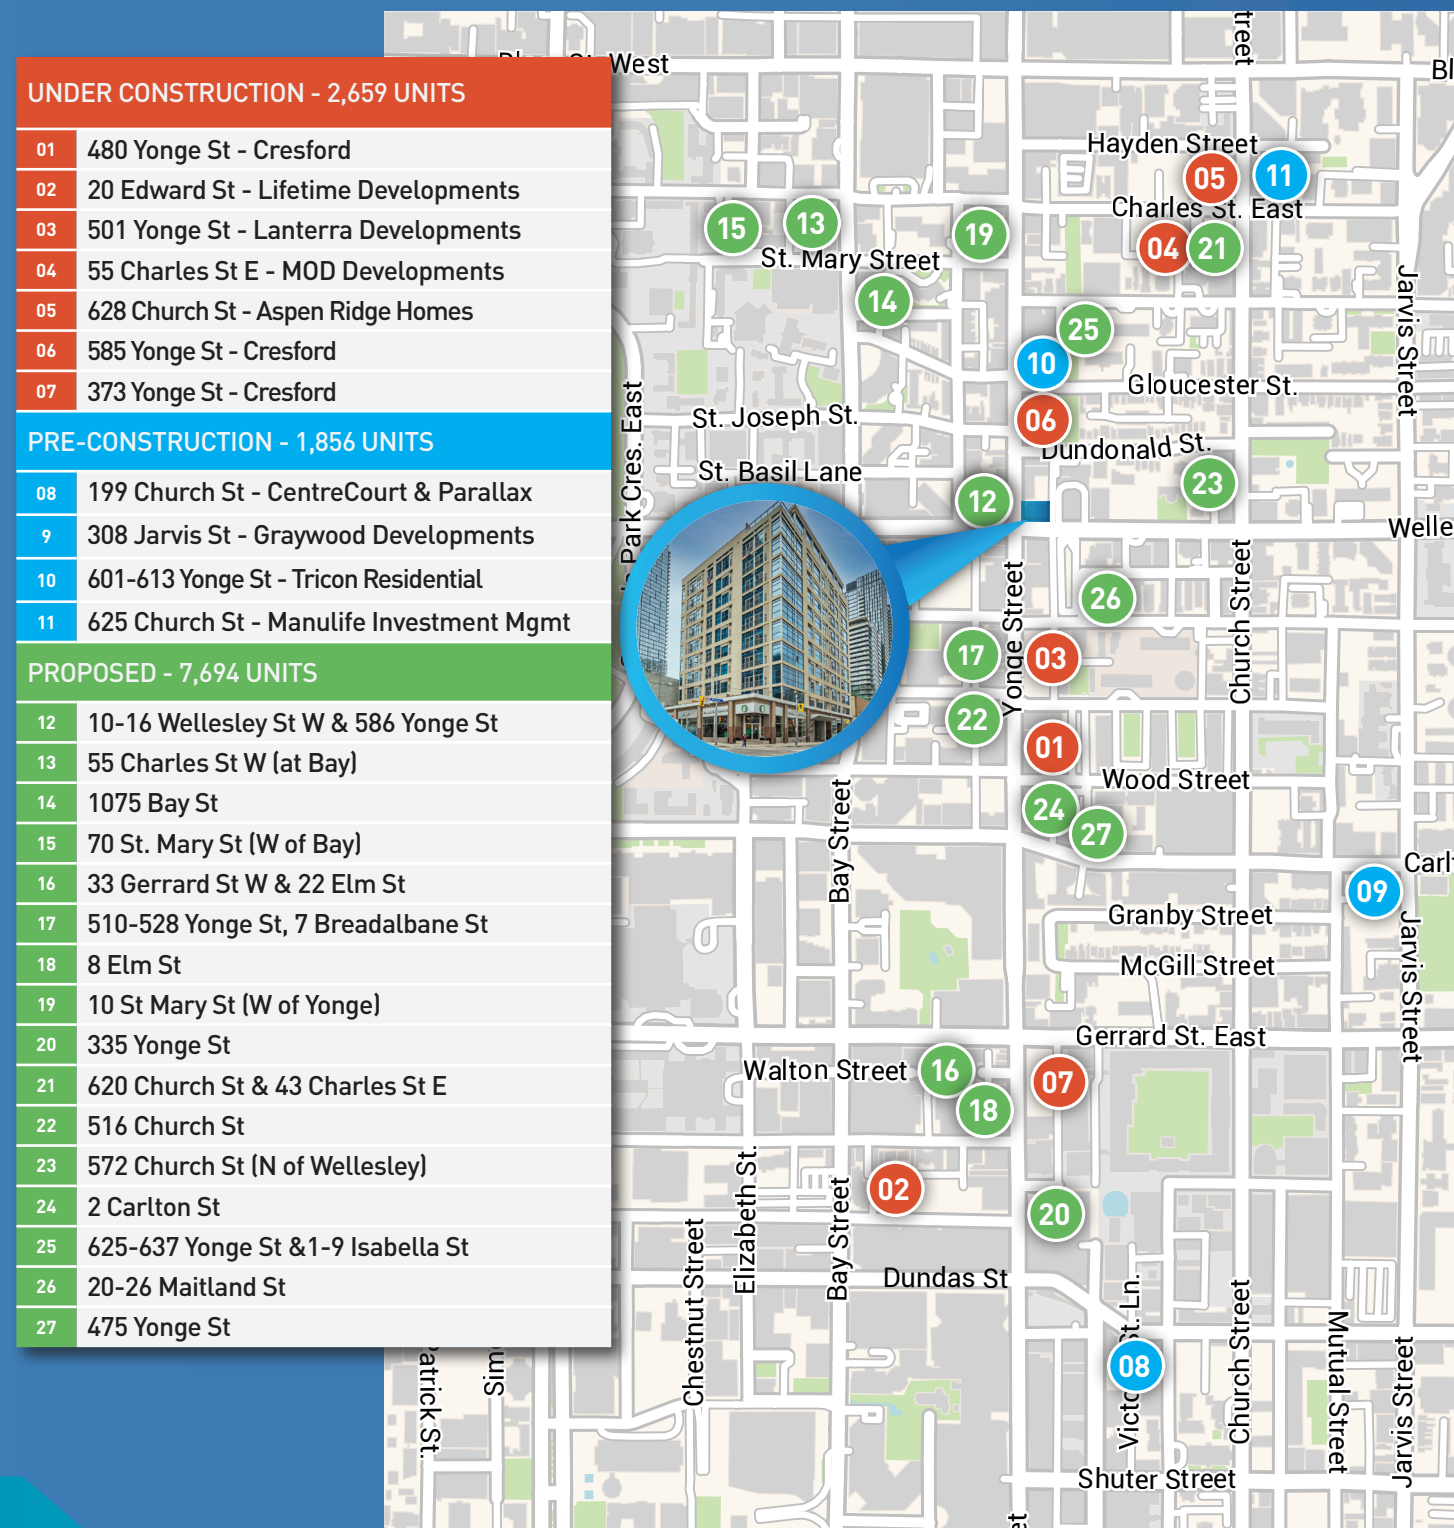 UNDER CONSTRUCTION - 2,659 UNITS
01 480 Yonge St - Cresford
02 20 Edward St - Lifetime Developments
03 501 Yonge St - Lanterra Developments
04 55 Charles St E - MOD Developments
05 628 Church St - Aspen Ridge Homes
06 585 Yonge St - Cresford
07 373 Yonge St - Cresford
PRE-CONSTRUCTION - 1,856 UNITS
08 199 Church St - CentreCourt & Parallax
9 308 Jarvis St - Graywood Developments
10 601-613 Yonge St - Tricon Residential
11 625 Church St - Manulife Investment Mgmt
PROPOSED - 7,694 UNITS
12 10-16 Wellesley St W & 586 Yonge St
13 55 Charles St W (at Bay)
14 1075 Bay St
15 70 St. Mary St (W of Bay)
16 33 Gerrard St W & 22 Elm St
17 510-528 Yonge St, 7 Breadalbane St
18 8 Elm St
19 10 St Mary St (W of Yonge)
20 335 Yonge St
21 620 Church St & 43 Charles St E
22 516 Church St
23 572 Church St (N of Wellesley)
24 2 Carlton St
25 625-637 Yonge St &1-9 Isabella St
26 20-26 Maitland St
27 475 Yonge St
West
treet
Bl
Hayden Street
05
11
Charles St. East
15
13
19
04
21
St. Mary Street
14
Jarvis Street
25
10
Gloucester St.
St. Joseph St.
06
Dundonald St.
Park Cres. East
St. Basil Lane
23
12
Welle
Yonge Street
Church Street
26
17
03
22
01
Wood Street
Bay Street
24
27
Carlt
09
Granby Street
Jarvis Street
McGill Street
Gerrard St. East
Walton Street
16
07
18
Elizabeth St.
02
Bay Street
20
Chestnut Street
Dundas St
Victo St. Ln.
08
Church Street
Mutual Street
Jarvis Street
atrick St.
Sim
Shuter Street
et